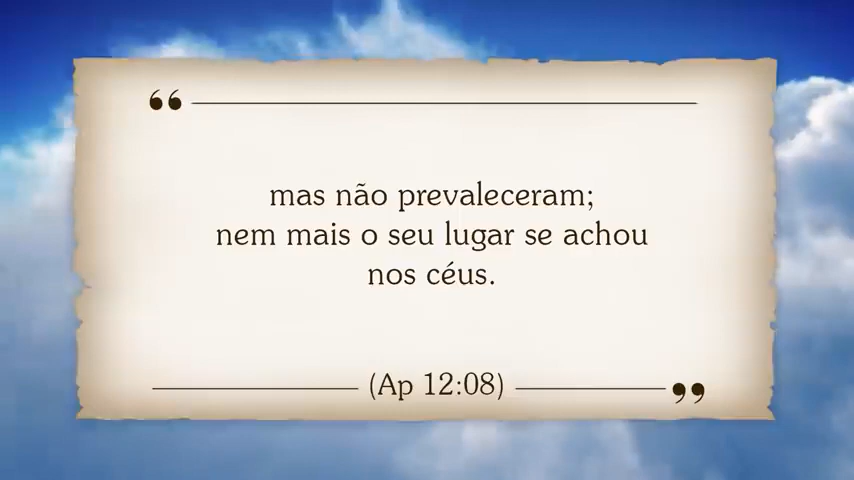 “
mas não prevaleceram;
nem mais o seu lugar se achou
nos céus.
(Ap 12:08)
”